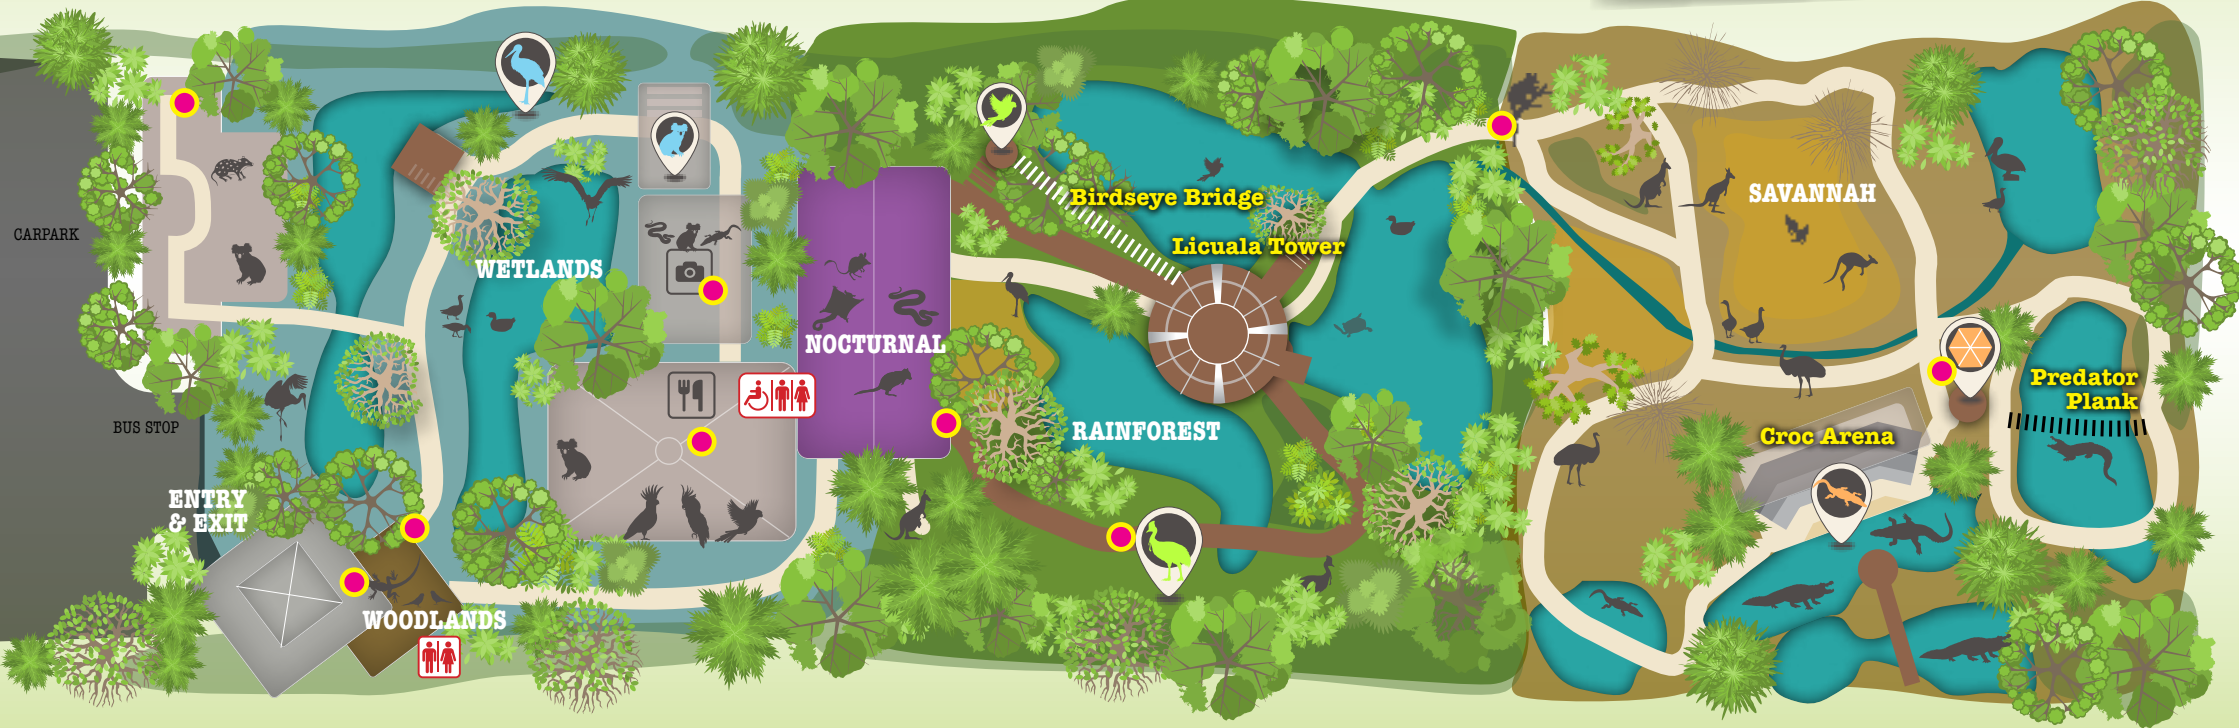 CARPARK
BUS STOP
ENTRY
& EXIT
WOODLANDS
WETLANDS
NOCTURNAL
Birdseye Bridge
Licuala Tower
RAINFOREST
SAVANNAH
Croc Arena
Predator
Plank